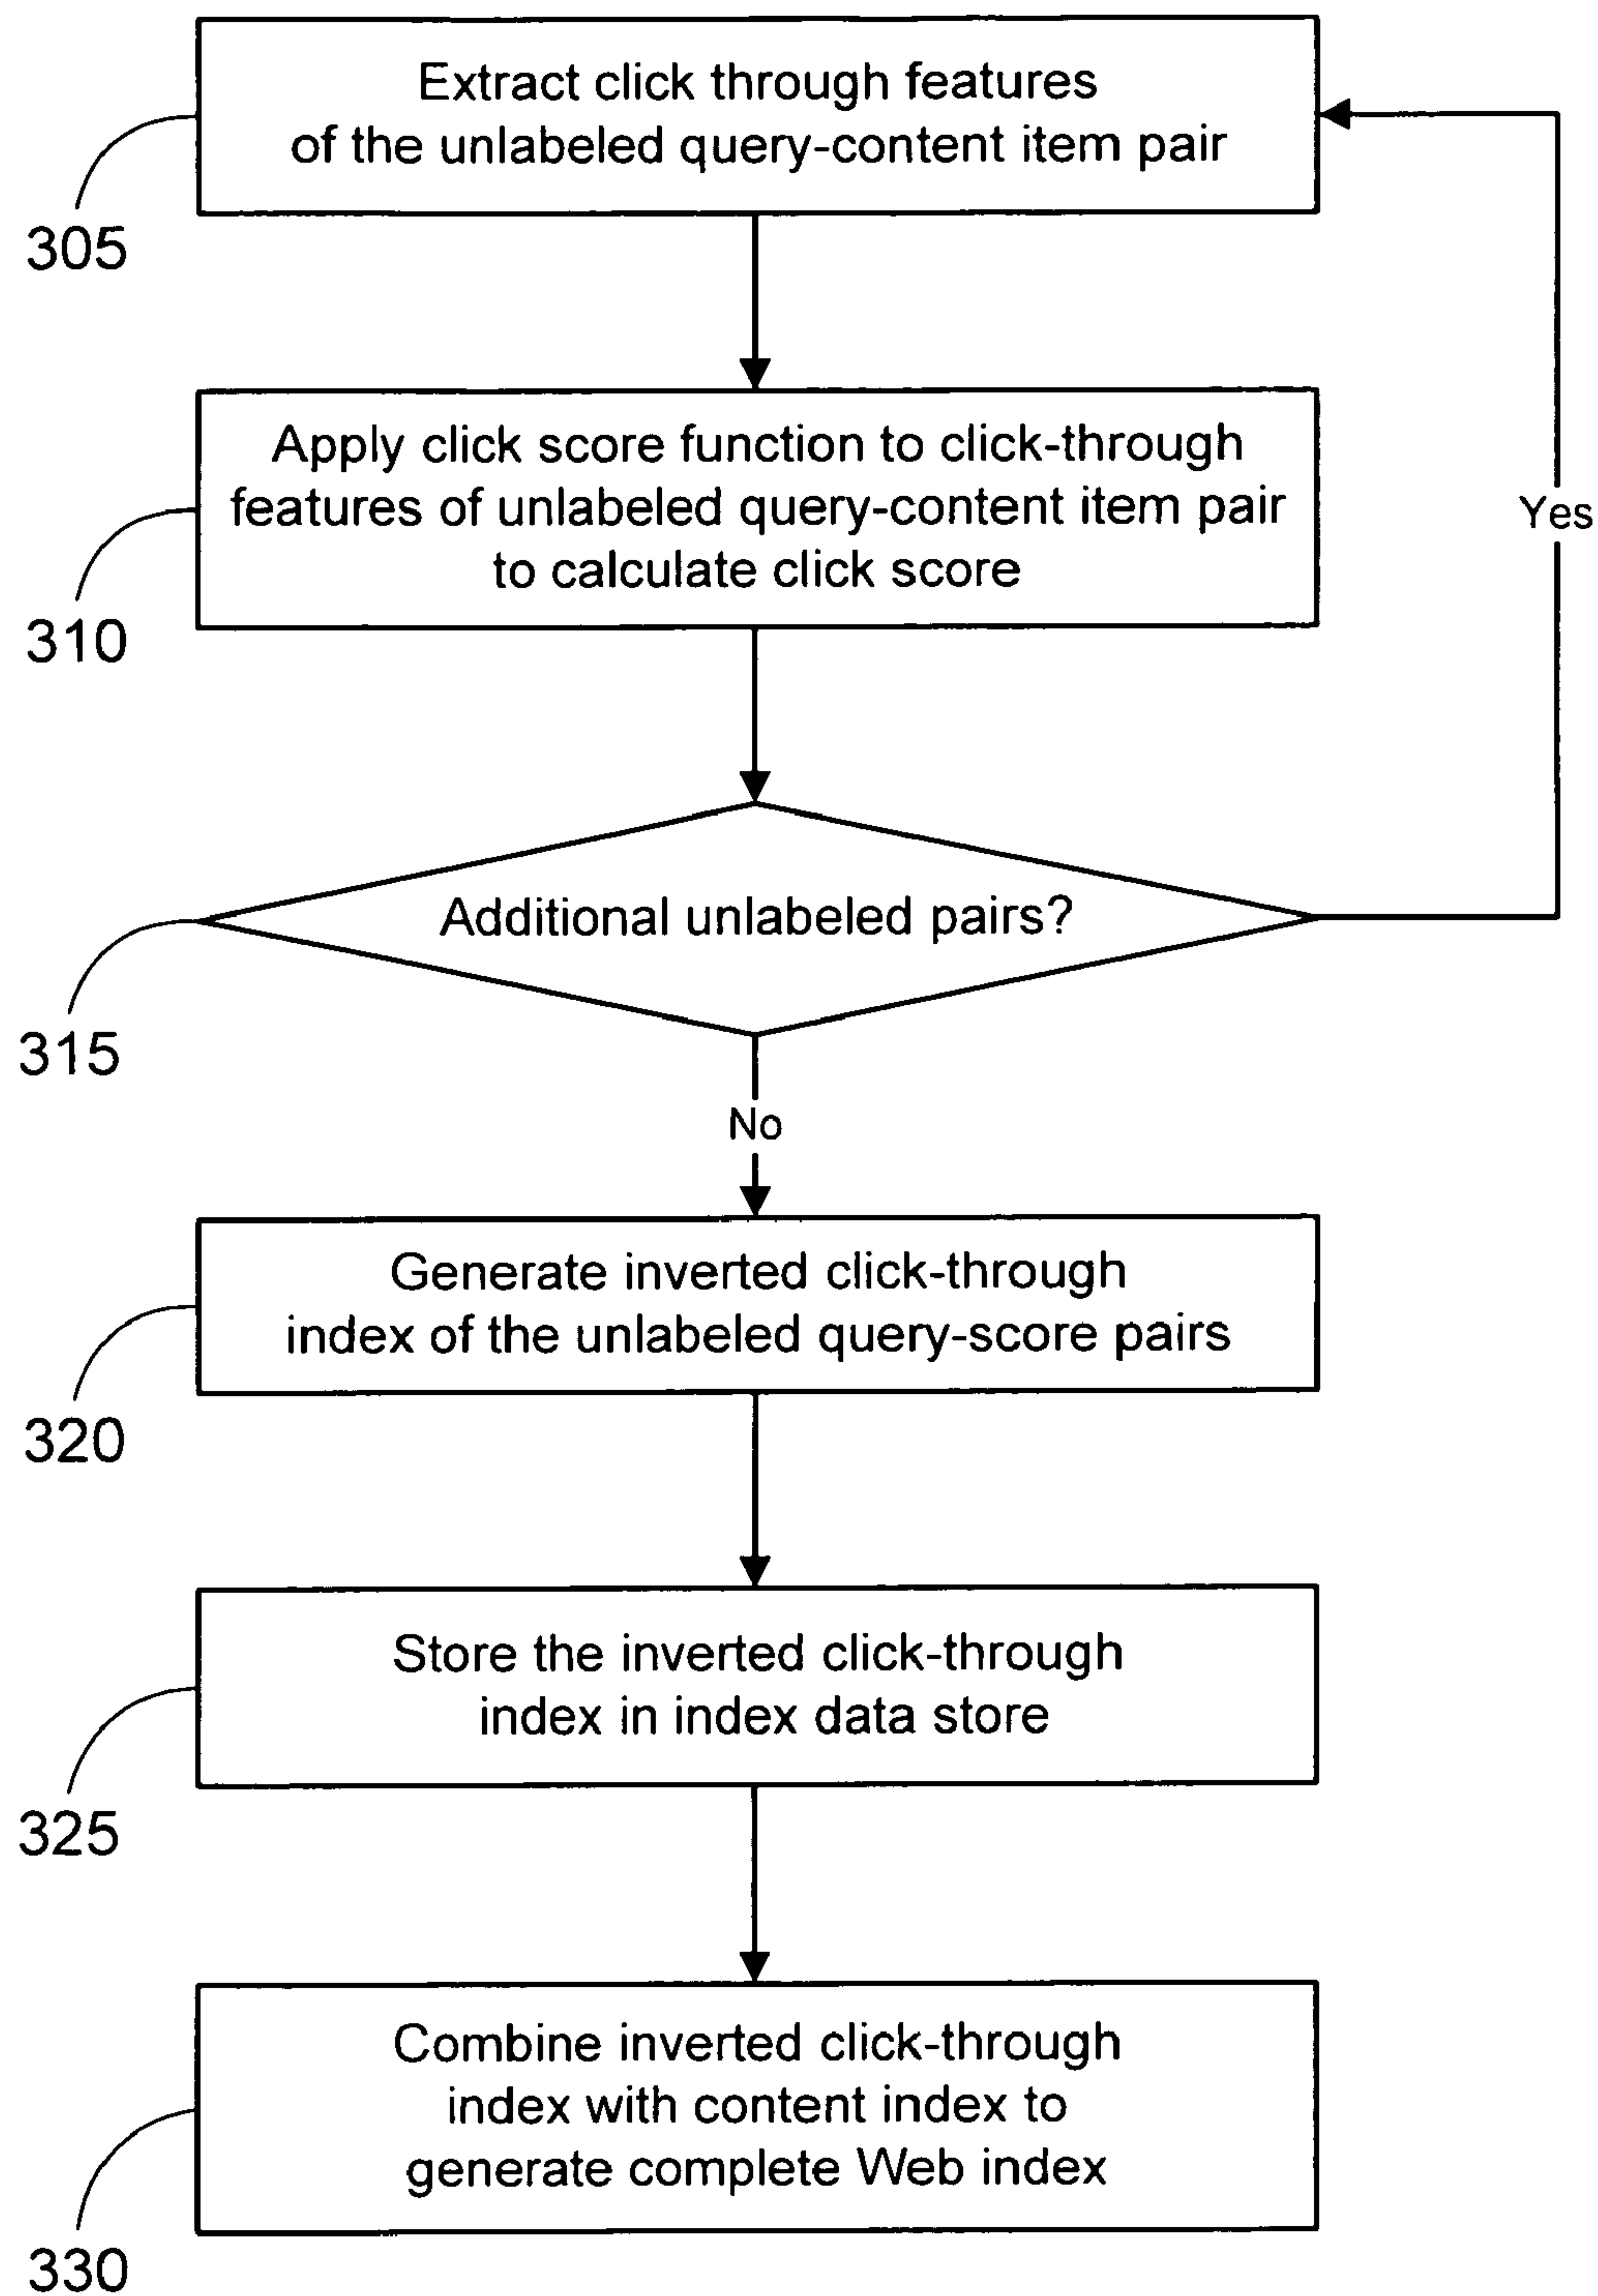 Extract click through features
of the unlabeled query-content item pair
305
Apply click score function to click-through
features of unlabeled query-content item pair
to calculate click score
310
Yes
Additional unlabeled pairs?
315
No
Generate inverted click-through
index of the unlabeled query-score pairs
320
Store the inverted click-through
index in index data store
325
Combine inverted click-through
index with content index to
generate complete Web index
330